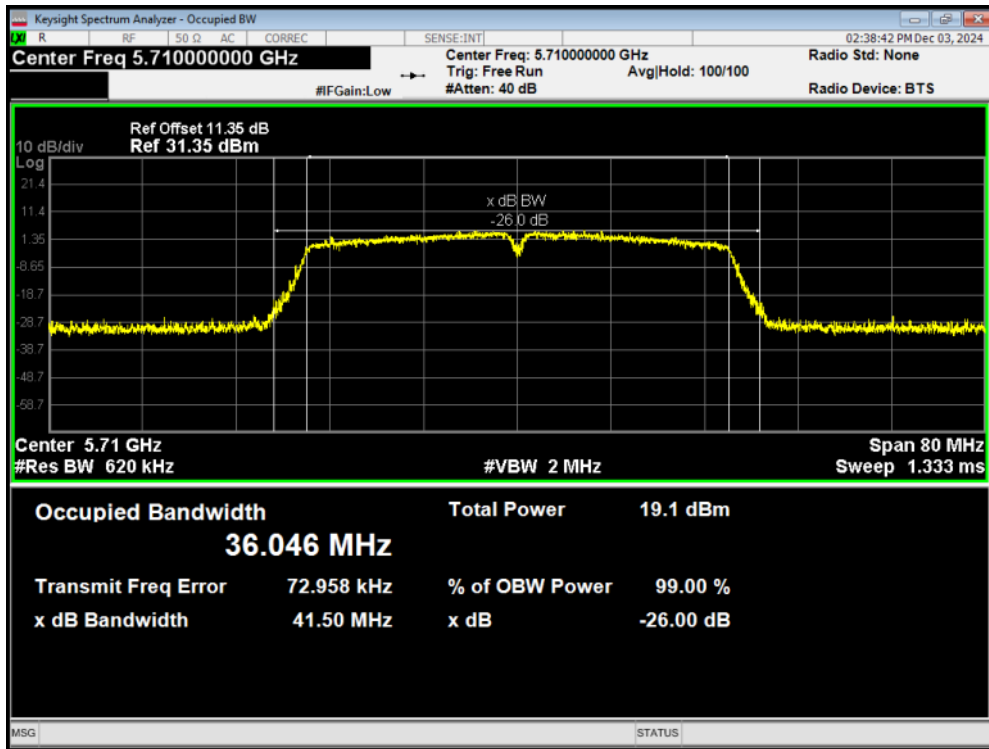 Keysight Spectrum Analyzer - Occupied BW
LXI R RF 50 Ω AC CORREC SENSE:INT 02:38:42 PM Dec 03, 2024
Center Freq 5.710000000 GHz
Center Freq: 5.710000000 GHz Radio Std: None
Trig: Free Run Avg|Hold: 100/100
#IFGain:Low #Atten: 40 dB Radio Device: BTS
Ref Offset 11.35 dB
10 dB/div Ref 31.35 dBm
Log
21.4
x dB BW
11.4
-26.0 dB
1.35
-8.65
-18.7
-28.7
-38.7
-48.7
-58.7
Center 5.71 GHz Span 80 MHz
#Res BW 620 kHz #VBW 2 MHz Sweep 1.333 ms
Occupied Bandwidth Total Power 19.1 dBm
36.046 MHz
Transmit Freq Error 72.958 kHz % of OBW Power 99.00 %
x dB Bandwidth 41.50 MHz x dB -26.00 dB
MSG STATUS